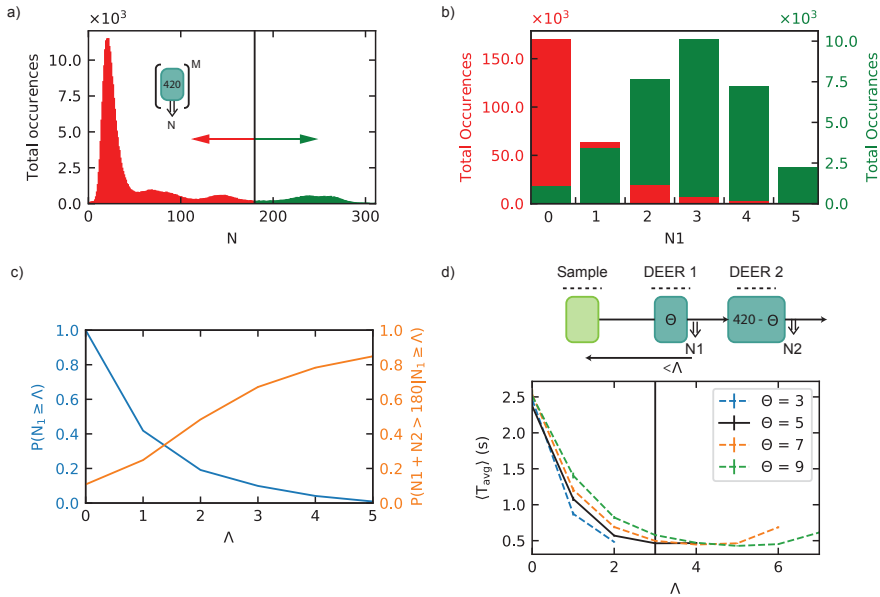 a)
×10³
Total occurences
10.0
7.5
5.0
2.5
0.0
0
100
200
300
N
420
M
N
b)
×10³
×10³
Total Occurences
150.0
100.0
50.0
0.0
10.0
7.5
5.0
2.5
0.0
Total Occurances
0
1
2
3
4
5
N1
c)
P(N₁ ≥ Λ)
1.0
0.8
0.6
0.4
0.2
0.0
1.0
0.8
0.6
0.4
0.2
0.0
P(N1 + N2 > 180|N₁ ≥ Λ)
0
1
2
3
4
5
Λ
d)
Sample
DEER 1
DEER 2
Θ
420 - Θ
N1
N2
<Λ
⟨T_avg⟩ (s)
2.5
2.0
1.5
1.0
0.5
Θ = 3
Θ = 5
Θ = 7
Θ = 9
0
2
4
6
Λ